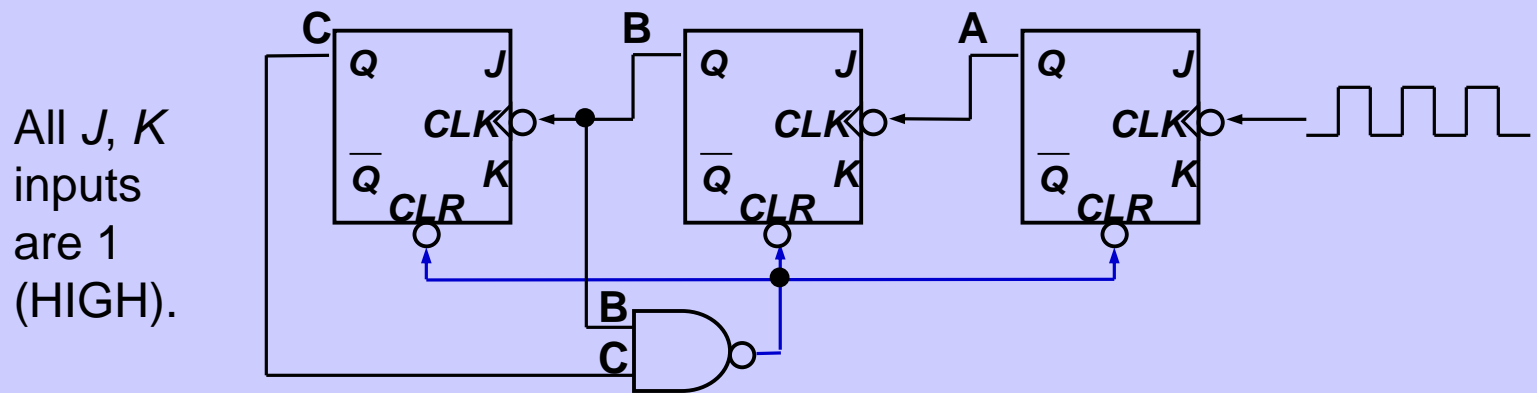 All J, K
inputs
are 1
(HIGH).
C
Q
J
CLK
Q̅
K
CLR
B
Q
J
CLK
Q̅
K
CLR
A
Q
J
CLK
Q̅
K
CLR
B
C